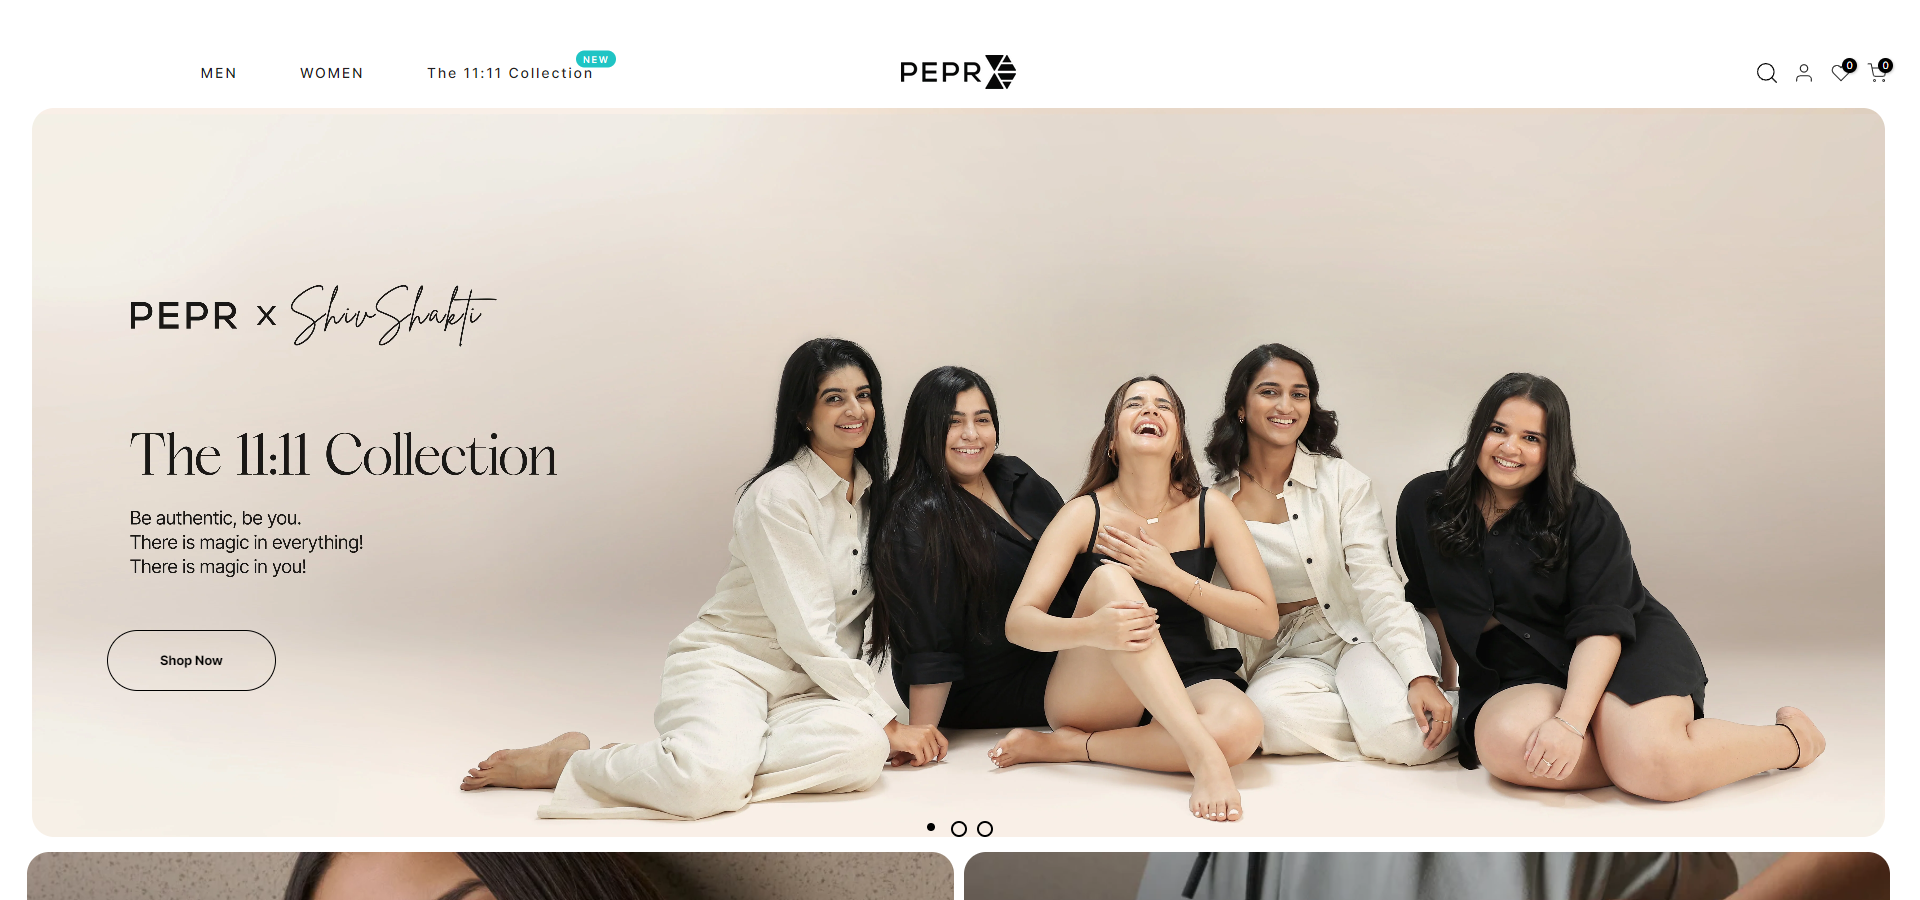 MEN
WOMEN
The 11:11 Collection
NEW
PEPR
0
0
PEPR x ShivShakti
The 11:11 Collection
Be authentic, be you.
There is magic in everything!
There is magic in you!
Shop Now